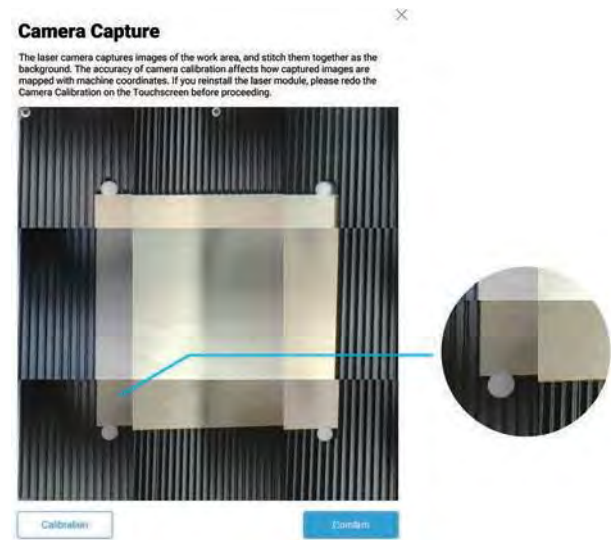 Camera Capture
The laser camera captures images of the work area, and stitch them together as the
background. The accuracy of camera calibration affects how captured images are
mapped with machine coordinates. If you reinstall the laser module, please redo the
Camera Calibration on the Touchscreen before proceeding.
Calibration
Confirm